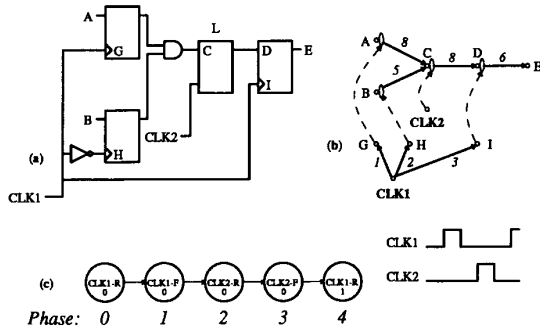 A
G
B
H
L
C
D
I
E
CLK2
(a)
CLK1
A
8
C
8
D
6
E
B
5
CLK2
(b)
G
H
I
1
2
3
CLK1
CLK1
CLK2
(c)
CLK1-R
0
CLK1-F
0
CLK2-R
0
CLK2-F
0
CLK1-R
1
Phase: 0 1 2 3 4